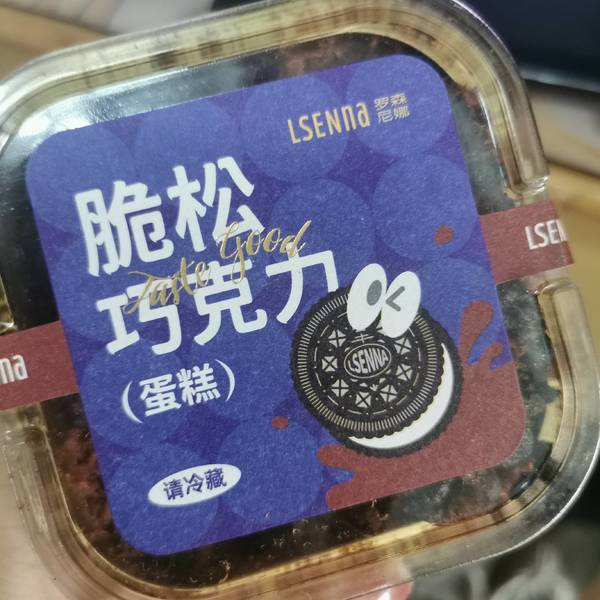 LSENNA 罗森尼娜
脆松
Taste Good
巧克力
(蛋糕)
LSENNA
请冷藏
LSEN
na